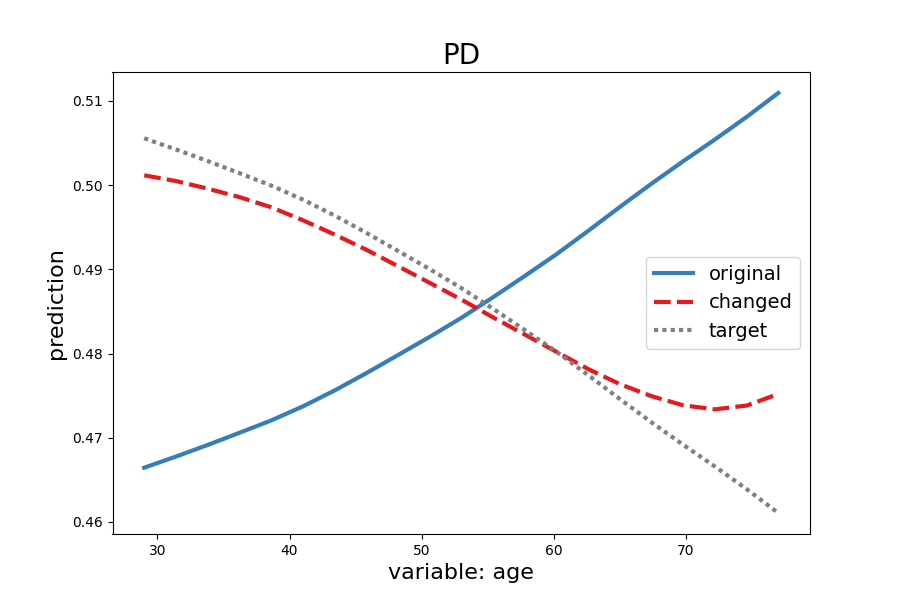 PD
0.51
0.50
0.49
0.48
0.47
0.46
prediction
original
changed
target
30 40 50 60 70
variable: age